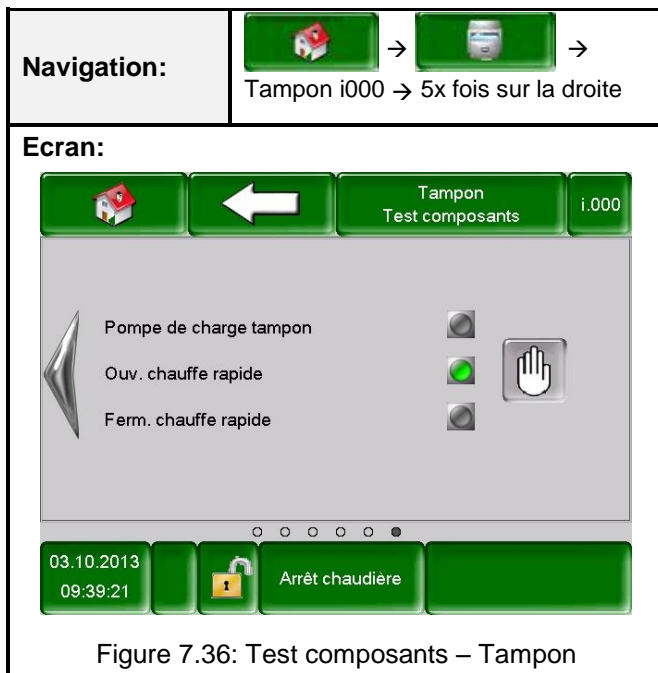 Navigation:
→ →
Tampon i000 → 5x fois sur la droite
Ecran:
Tampon
Test composants
i.000
Pompe de charge tampon
Ouv. chauffe rapide
Ferm. chauffe rapide
03.10.2013
09:39:21
Arrêt chaudière
Figure 7.36: Test composants – Tampon